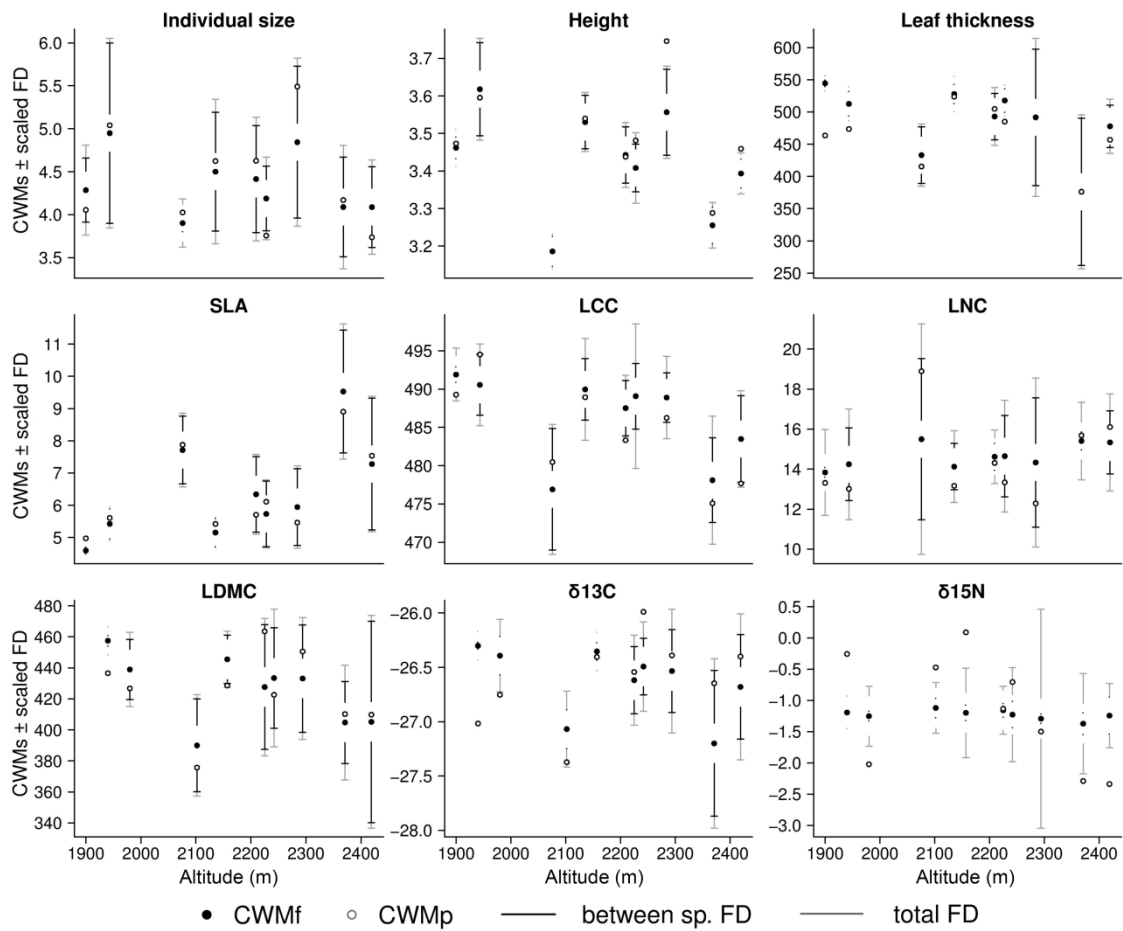 Individual size
Height
Leaf thickness
CWMs ± scaled FD
6.0
5.5
5.0
4.5
4.0
3.5
3.7
3.6
3.5
3.4
3.3
3.2
600
550
500
450
400
350
300
250
SLA
LCC
LNC
CWMs ± scaled FD
11
10
9
8
7
6
5
495
490
485
480
475
470
20
18
16
14
12
10
LDMC
δ13C
δ15N
CWMs ± scaled FD
480
460
440
420
400
380
360
340
−26.0
−26.5
−27.0
−27.5
−28.0
0.5
0.0
−0.5
−1.0
−1.5
−2.0
−2.5
−3.0
1900 2000 2100 2200 2300 2400
1900 2000 2100 2200 2300 2400
1900 2000 2100 2200 2300 2400
Altitude (m)
Altitude (m)
Altitude (m)
CWMf
CWMp
between sp. FD
total FD